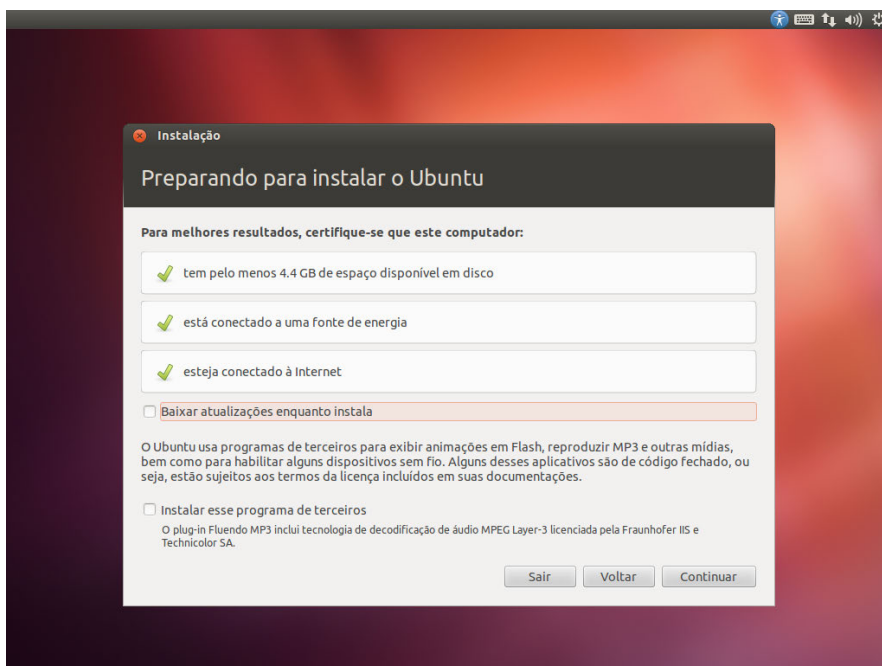 Instalação
Preparando para instalar o Ubuntu
Para melhores resultados, certifique-se que este computador:
tem pelo menos 4.4 GB de espaço disponível em disco
está conectado a uma fonte de energia
esteja conectado à Internet
Baixar atualizações enquanto instala
O Ubuntu usa programas de terceiros para exibir animações em Flash, reproduzir MP3 e outras mídias,
bem como para habilitar alguns dispositivos sem fio. Alguns desses aplicativos são de código fechado, ou
seja, estão sujeitos aos termos da licença incluídos em suas documentações.
Instalar esse programa de terceiros
O plug-in Fluendo MP3 inclui tecnologia de decodificação de áudio MPEG Layer-3 licenciada pela Fraunhofer IIS e
Technicolor SA.
Sair Voltar Continuar